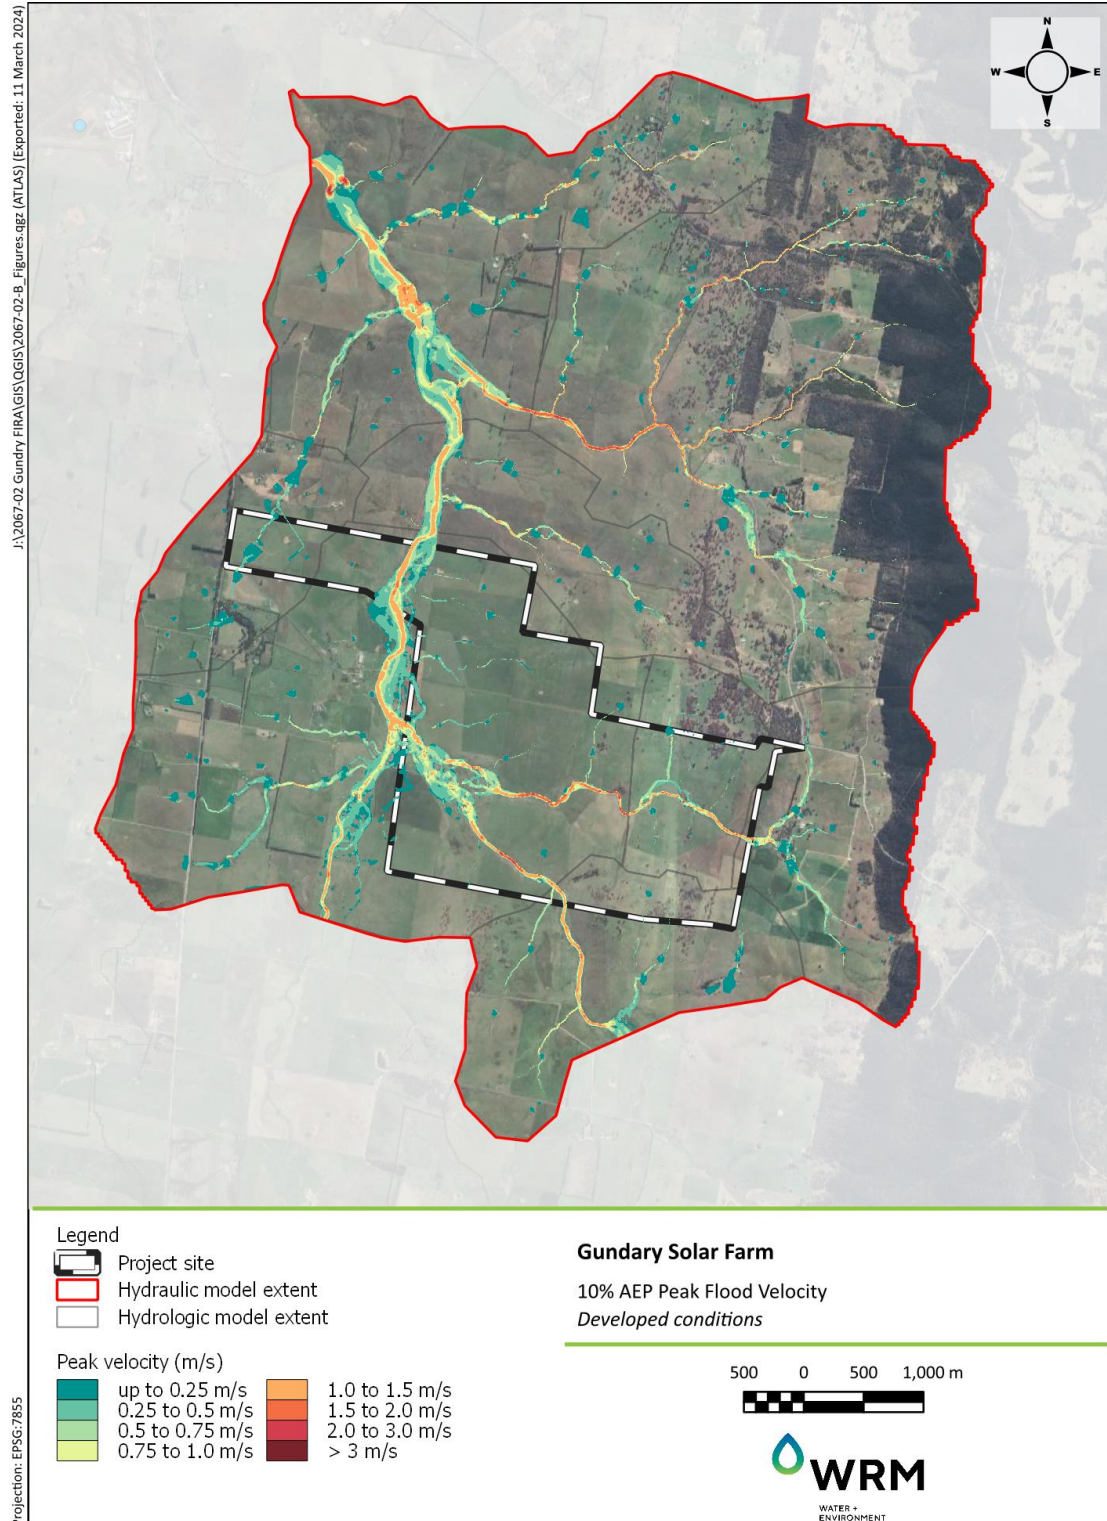 J:\2067-02 Gundry FIRA\GIS\QGIS\2067-02-B_Figures.qgz (ATLAS) (Exported: 11 March 2024)
N
W
E
S
Legend
Project site
Hydraulic model extent
Hydrologic model extent
Peak velocity (m/s)
up to 0.25 m/s
0.25 to 0.5 m/s
0.5 to 0.75 m/s
0.75 to 1.0 m/s
1.0 to 1.5 m/s
1.5 to 2.0 m/s
2.0 to 3.0 m/s
> 3 m/s
Gundary Solar Farm
10% AEP Peak Flood Velocity
Developed conditions
500 0 500 1,000 m
WRM
WATER +
ENVIRONMENT
Projection: EPSG:7855